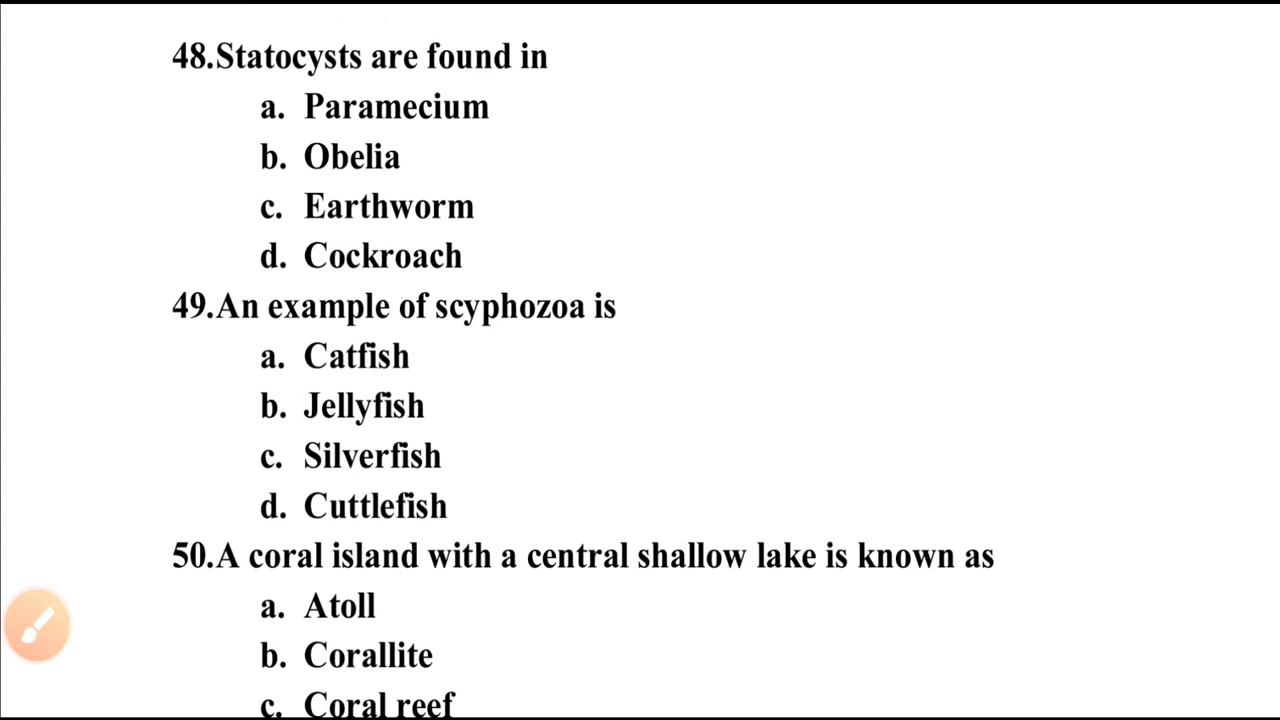 48.Statocysts are found in
a. Paramecium
b. Obelia
c. Earthworm
d. Cockroach
49.An example of scyphozoa is
a. Catfish
b. Jellyfish
c. Silverfish
d. Cuttlefish
50.A coral island with a central shallow lake is known as
a. Atoll
b. Corallite
c. Coral reef